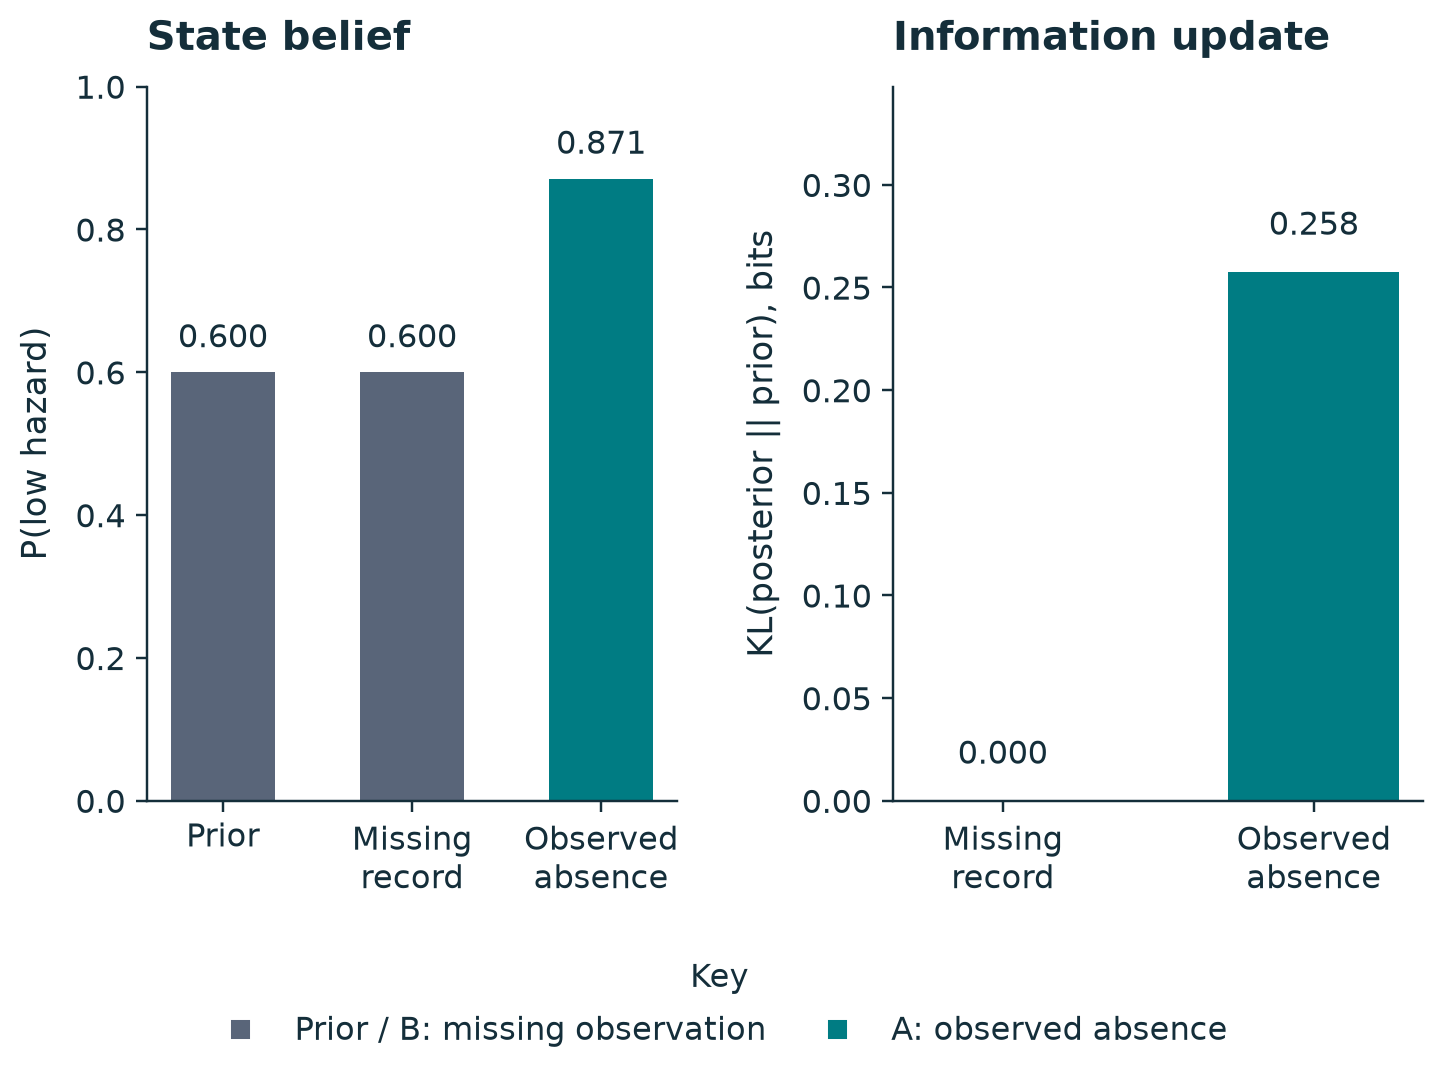 State belief
P(low hazard)
1.0
0.8
0.6
0.4
0.2
0.0
0.600
0.600
0.871
Prior
Missing
record
Observed
absence
Information update
KL(posterior || prior), bits
0.30
0.25
0.20
0.15
0.10
0.05
0.00
0.000
0.258
Missing
record
Observed
absence
Key
Prior / B: missing observation
A: observed absence